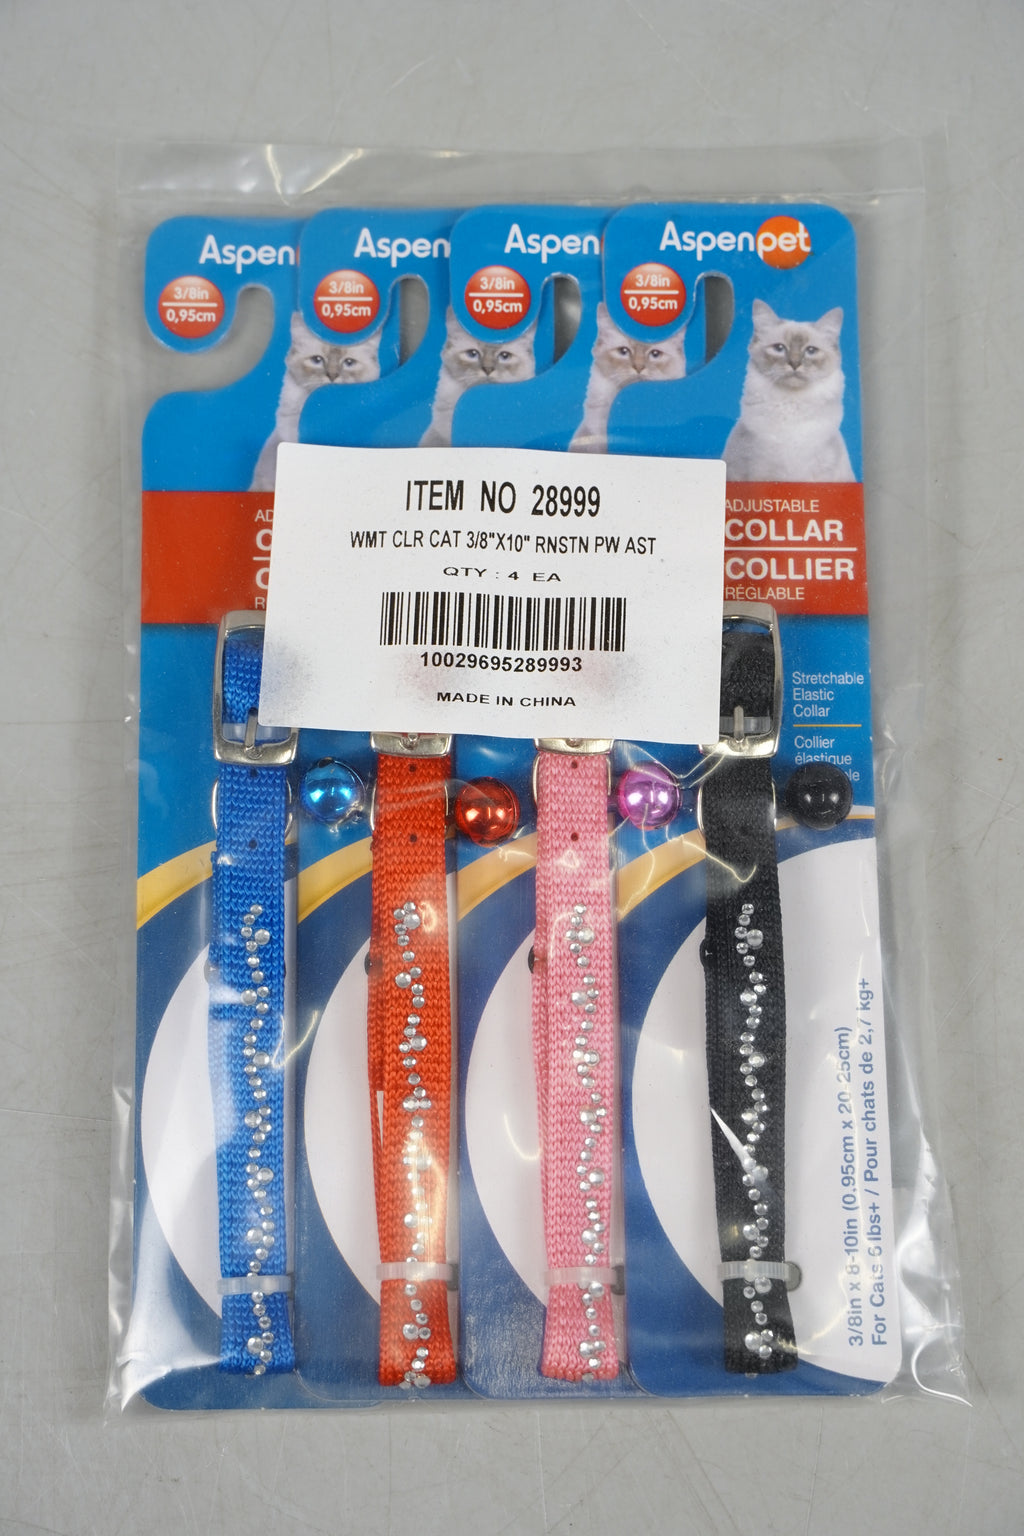 Aspen
Aspen
Aspen
Aspenpet
3/8in
0,95cm
3/8in
0,95cm
3/8in
0,95cm
3/8in
0,95cm
ITEM NO 28999
WMT CLR CAT 3/8"X10" RNSTN PW AST
QTY : 4 EA
10029695289993
MADE IN CHINA
ADJUSTABLE
COLLAR
COLLIER
RÉGLABLE
Stretchable
Elastic
Collar
Collier
élastique
3/8in x 8-10in (0,95cm x 20-25cm)
For Cats 6 lbs+ / Pour chats de 2,7 kg+